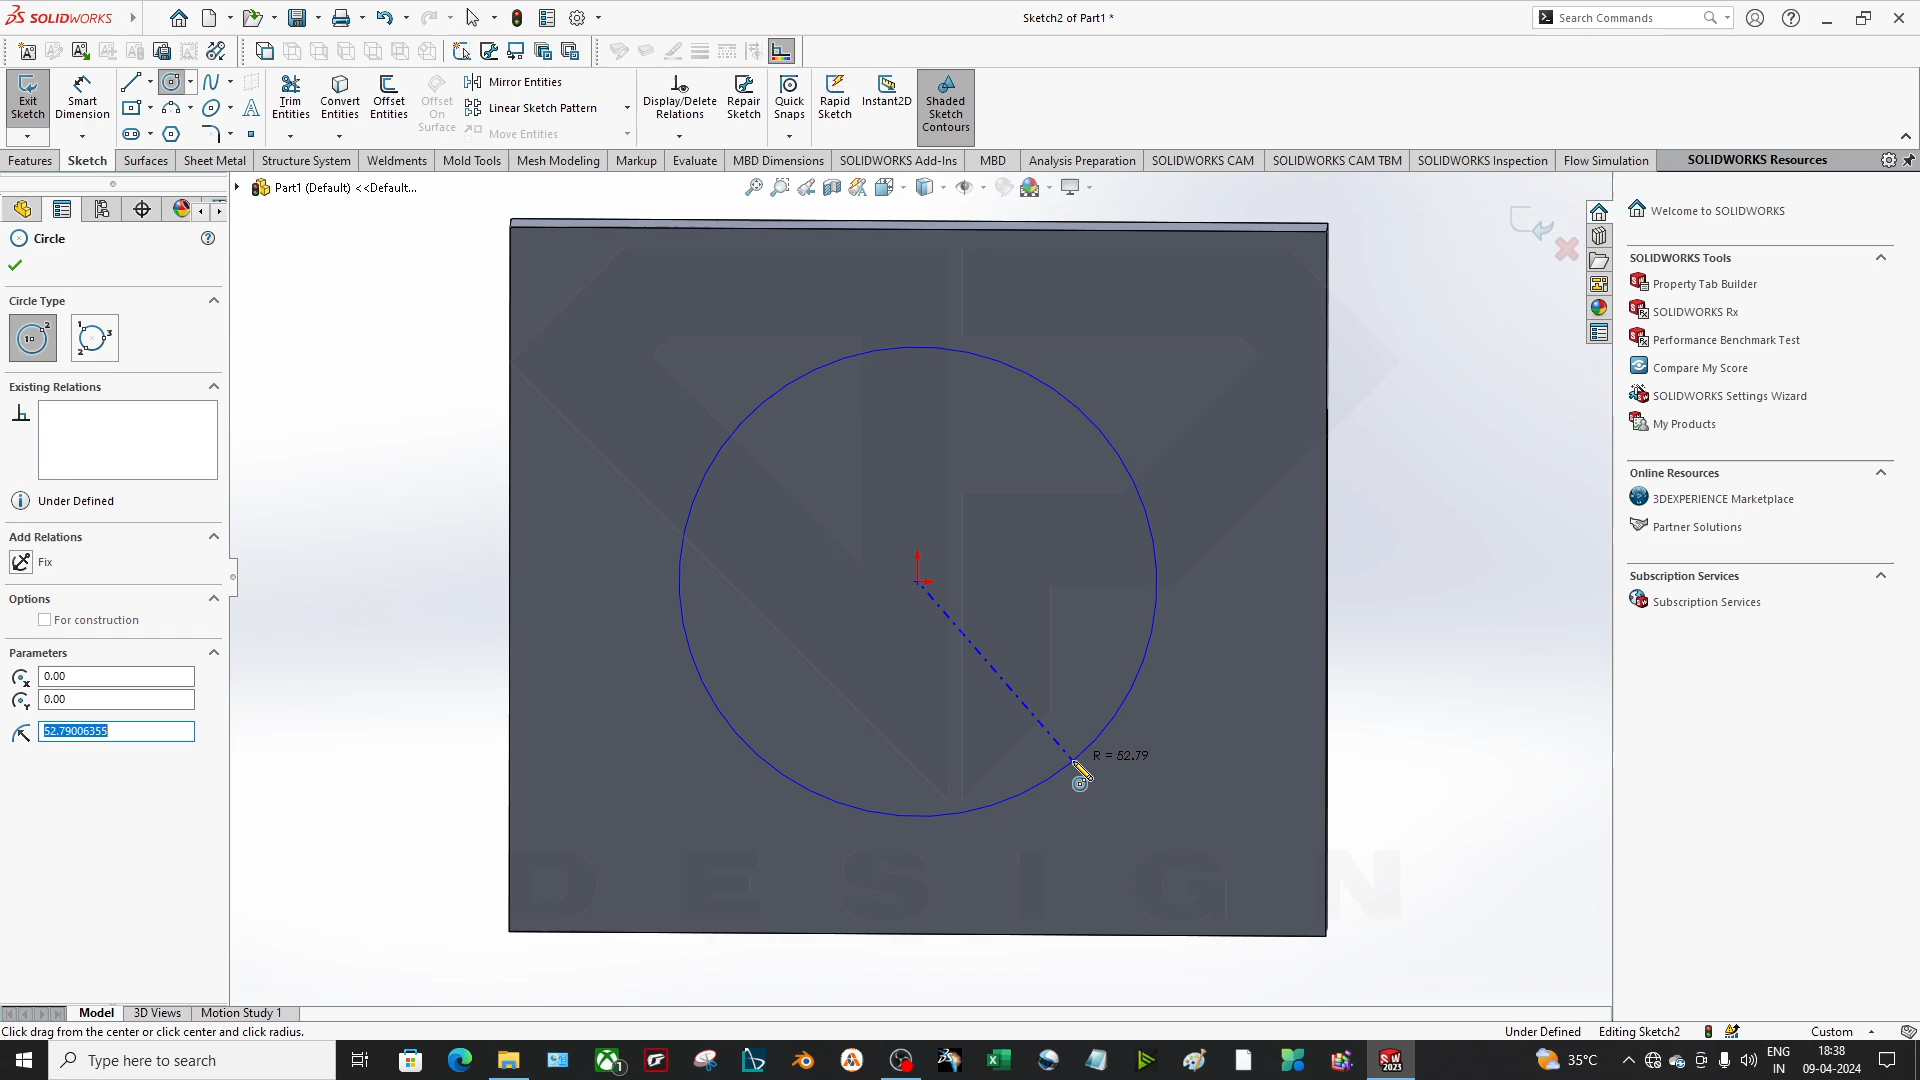 SOLIDWORKS
Sketch2 of Part1 *
Search Commands
Exit Sketch
Smart Dimension
Trim Entities
Convert Entities
Offset Entities
Offset On Surface
Mirror Entities
Linear Sketch Pattern
Move Entities
Display/Delete Relations
Repair Sketch
Quick Snaps
Rapid Sketch
Instant2D
Shaded Sketch Contours
Features
Sketch
Surfaces
Sheet Metal
Structure System
Weldments
Mold Tools
Mesh Modeling
Markup
Evaluate
MBD Dimensions
SOLIDWORKS Add-Ins
MBD
Analysis Preparation
SOLIDWORKS CAM
SOLIDWORKS CAM TBM
SOLIDWORKS Inspection
Flow Simulation
SOLIDWORKS Resources
Part1 (Default) <<Default...
Circle
Circle Type
Existing Relations
Under Defined
Add Relations
Fix
Options
For construction
Parameters
0.00
0.00
52.79006355
R = 52.79
DESIGN
Welcome to SOLIDWORKS
SOLIDWORKS Tools
Property Tab Builder
SOLIDWORKS Rx
Performance Benchmark Test
Compare My Score
SOLIDWORKS Settings Wizard
My Products
Online Resources
3DEXPERIENCE Marketplace
Partner Solutions
Subscription Services
Subscription Services
Model
3D Views
Motion Study 1
Click drag from the center or click center and click radius.
Under Defined
Editing Sketch2
Custom
Type here to search
35°C
ENG
IN
18:38
09-04-2024